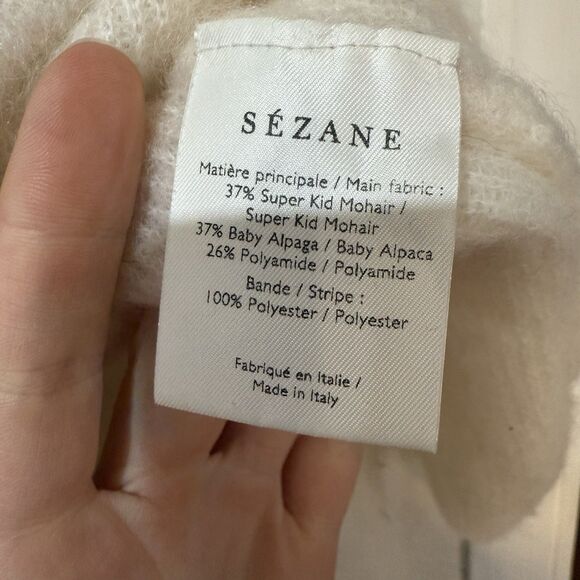 SÉZANE
Matière principale / Main fabric :
37% Super Kid Mohair /
Super Kid Mohair
37% Baby Alpaga / Baby Alpaca
26% Polyamide / Polyamide
Bande / Stripe :
100% Polyester / Polyester
Fabriqué en Italie /
Made in Italy